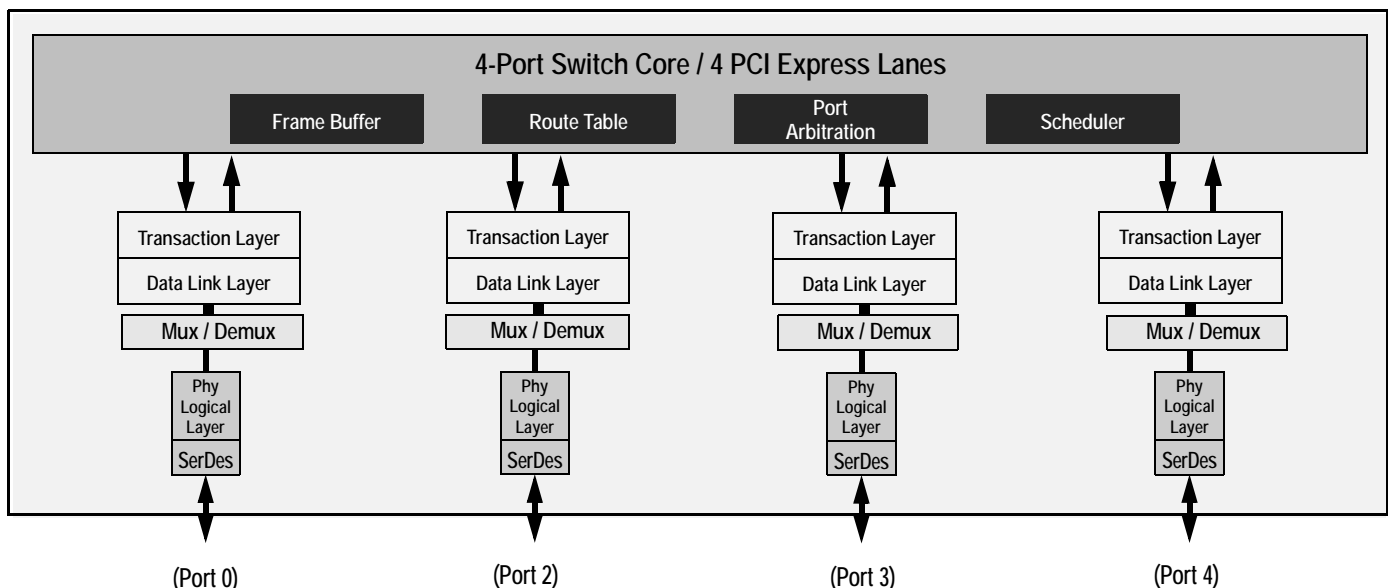 4-Port Switch Core / 4 PCI Express Lanes
Frame Buffer
Route Table
Port
Arbitration
Scheduler
Transaction Layer
Data Link Layer
Mux / Demux
Phy
Logical
Layer
SerDes
(Port 0)
Transaction Layer
Data Link Layer
Mux / Demux
Phy
Logical
Layer
SerDes
(Port 2)
Transaction Layer
Data Link Layer
Mux / Demux
Phy
Logical
Layer
SerDes
(Port 3)
Transaction Layer
Data Link Layer
Mux / Demux
Phy
Logical
Layer
SerDes
(Port 4)